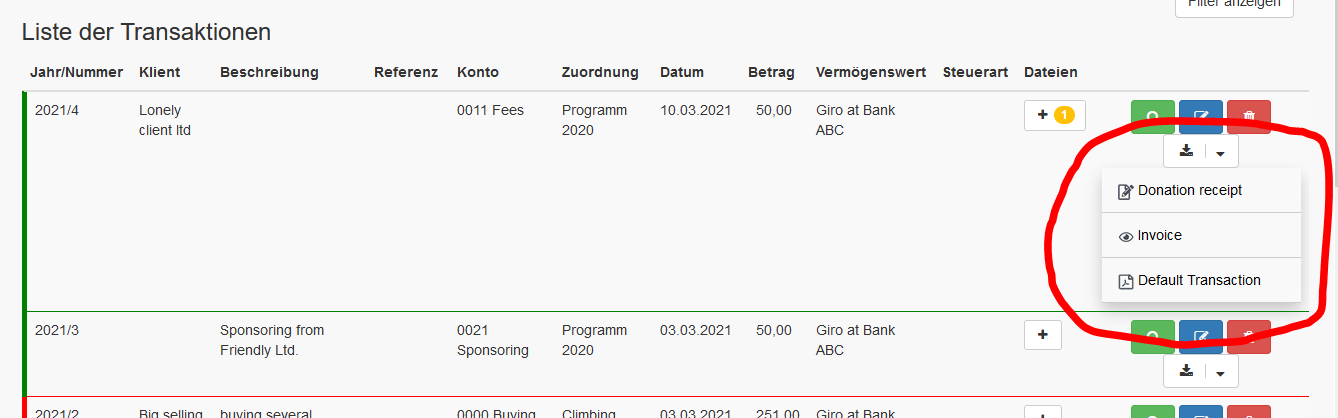 Filter anzeigen
Liste der Transaktionen
Jahr/Nummer Klient Beschreibung Referenz Konto Zuordnung Datum Betrag Vermögenswert Steuerart Dateien
2021/4 Lonely 0011 Fees Programm 10.03.2021 50,00 Giro at Bank + 1
client ltd 2020 ABC
Donation receipt
Invoice
Default Transaction
2021/3 Sponsoring from 0021 Programm 03.03.2021 50,00 Giro at Bank +
Friendly Ltd. Sponsoring 2020 ABC
2021/2 Big selling buying several 0000 Buying Climbing 03.03.2021 251,00 Giro at Bank